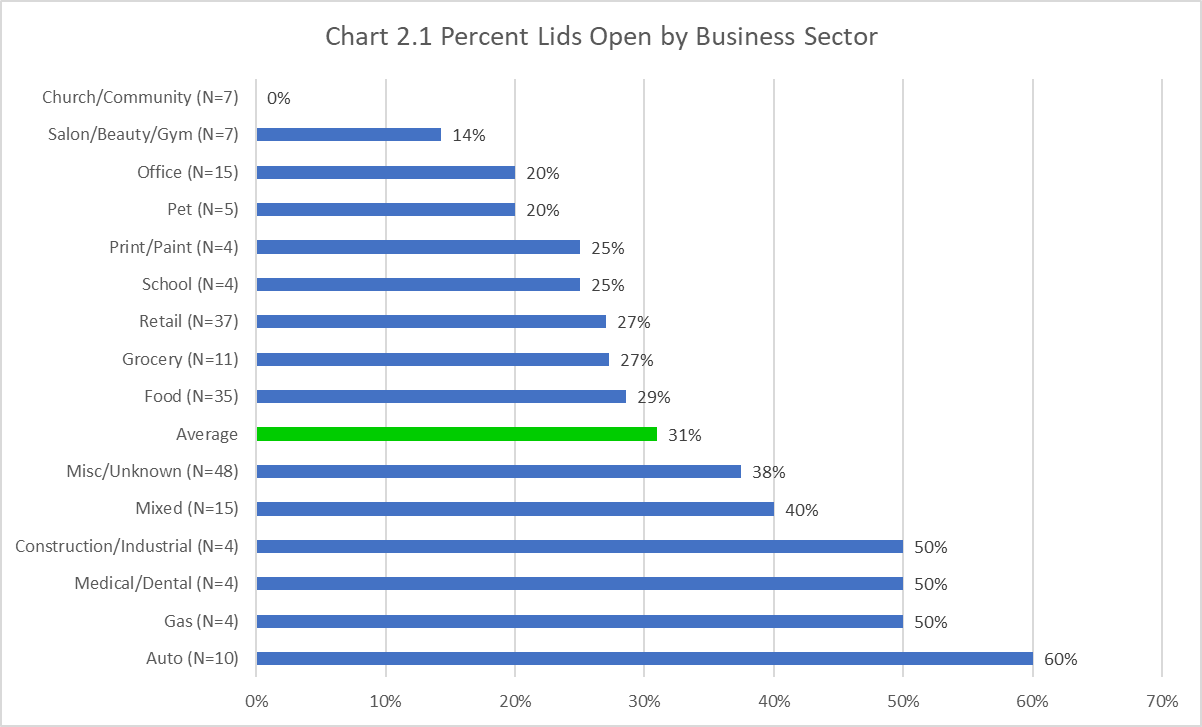 Chart 2.1 Percent Lids Open by Business Sector
Church/Community (N=7) 0%
Salon/Beauty/Gym (N=7) 14%
Office (N=15) 20%
Pet (N=5) 20%
Print/Paint (N=4) 25%
School (N=4) 25%
Retail (N=37) 27%
Grocery (N=11) 27%
Food (N=35) 29%
Average 31%
Misc/Unknown (N=48) 38%
Mixed (N=15) 40%
Construction/Industrial (N=4) 50%
Medical/Dental (N=4) 50%
Gas (N=4) 50%
Auto (N=10) 60%
0% 10% 20% 30% 40% 50% 60% 70%